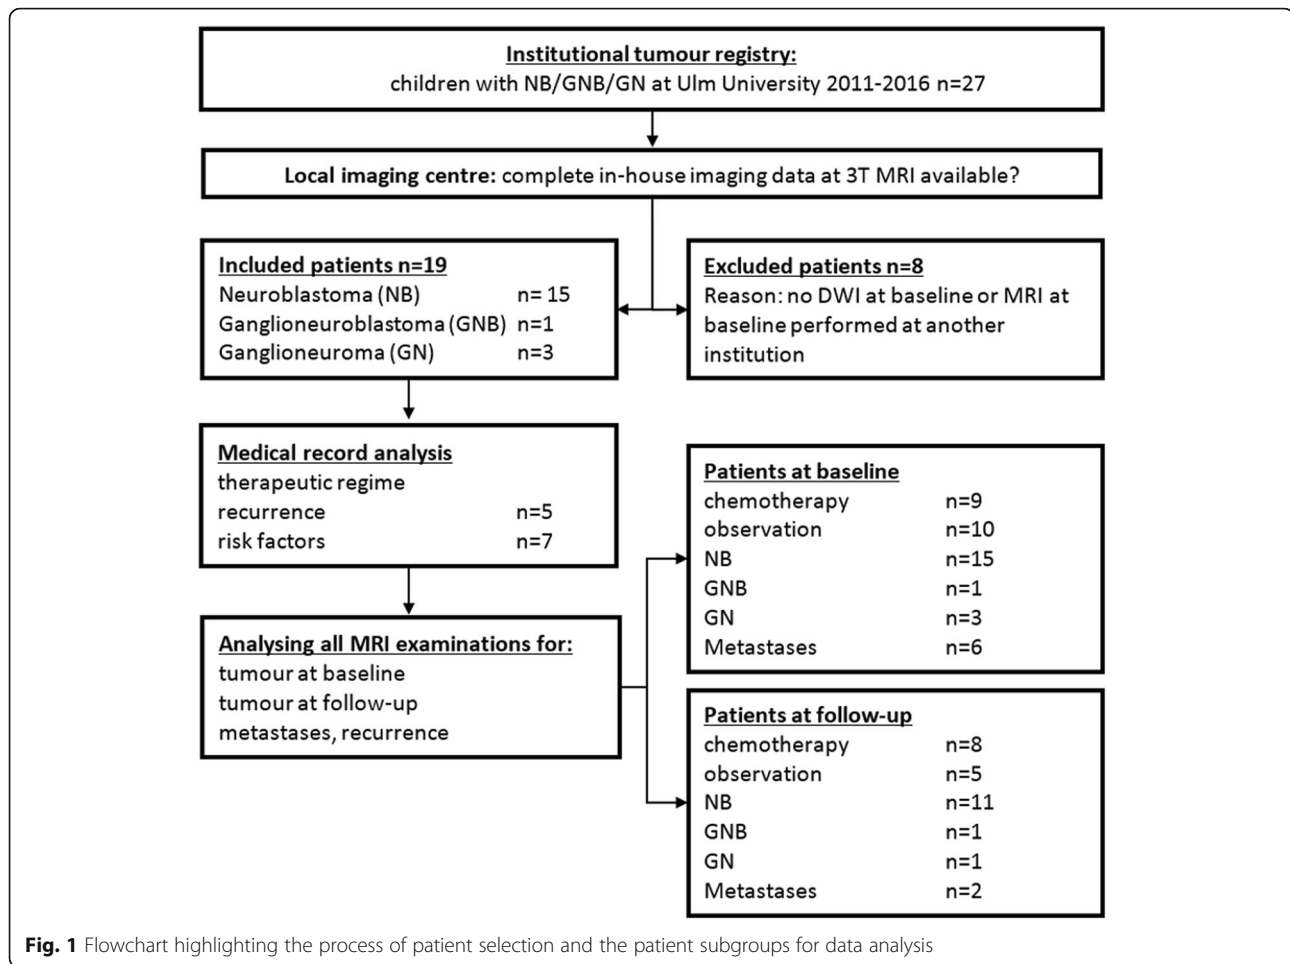 Institutional tumour registry:
children with NB/GNB/GN at Ulm University 2011-2016 n=27
Local imaging centre: complete in-house imaging data at 3T MRI available?
Included patients n=19
Neuroblastoma (NB) n= 15
Ganglioneuroblastoma (GNB) n=1
Ganglioneuroma (GN) n=3
Excluded patients n=8
Reason: no DWI at baseline or MRI at
baseline performed at another
institution
Medical record analysis
therapeutic regime
recurrence n=5
risk factors n=7
Analysing all MRI examinations for:
tumour at baseline
tumour at follow-up
metastases, recurrence
Patients at baseline
chemotherapy n=9
observation n=10
NB n=15
GNB n=1
GN n=3
Metastases n=6
Patients at follow-up
chemotherapy n=8
observation n=5
NB n=11
GNB n=1
GN n=1
Metastases n=2
Fig. 1 Flowchart highlighting the process of patient selection and the patient subgroups for data analysis